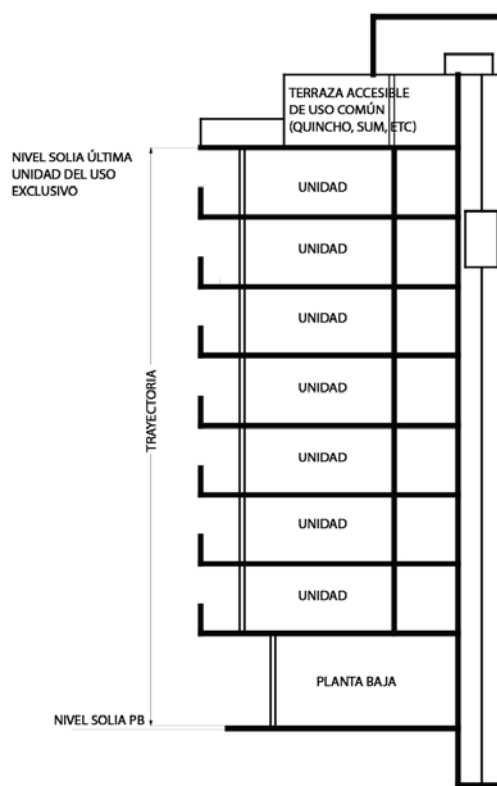 TERRAZA ACCESIBLE
DE USO COMÚN
(QUINCHO, SUM, ETC)
NIVEL SOLIA ÚLTIMA
UNIDAD DEL USO
EXCLUSIVO
UNIDAD
UNIDAD
UNIDAD
UNIDAD
UNIDAD
UNIDAD
UNIDAD
TRAYECTORIA
PLANTA BAJA
NIVEL SOLIA PB